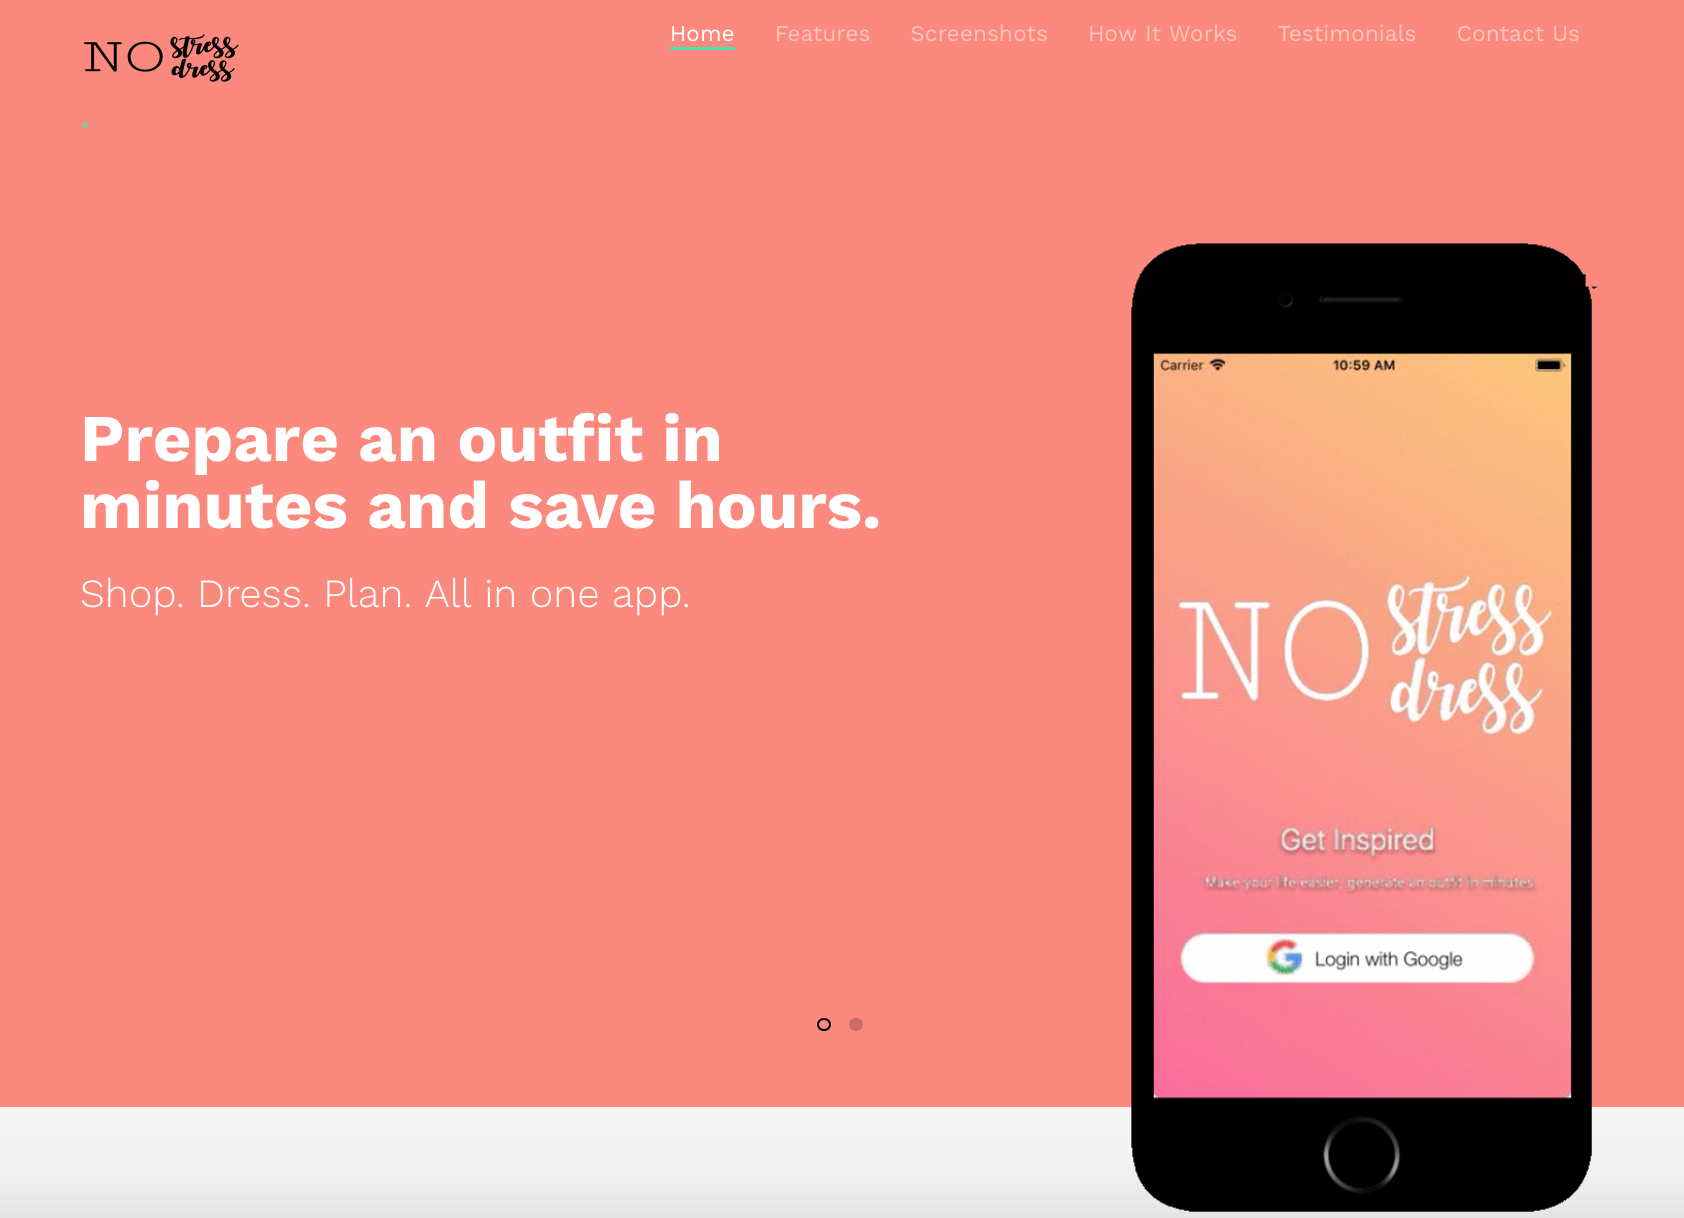 NO stress dress
Home Features Screenshots How It Works Testimonials Contact Us
Prepare an outfit in
minutes and save hours.
Shop. Dress. Plan. All in one app.
Carrier 10:59 AM
NO stress dress
Get Inspired
Make your life easier, generate an outfit in minutes.
Login with Google